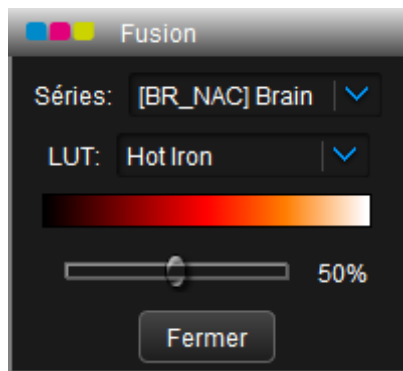 Fusion
Séries: [BR_NAC] Brain
LUT: Hot Iron
50%
Fermer